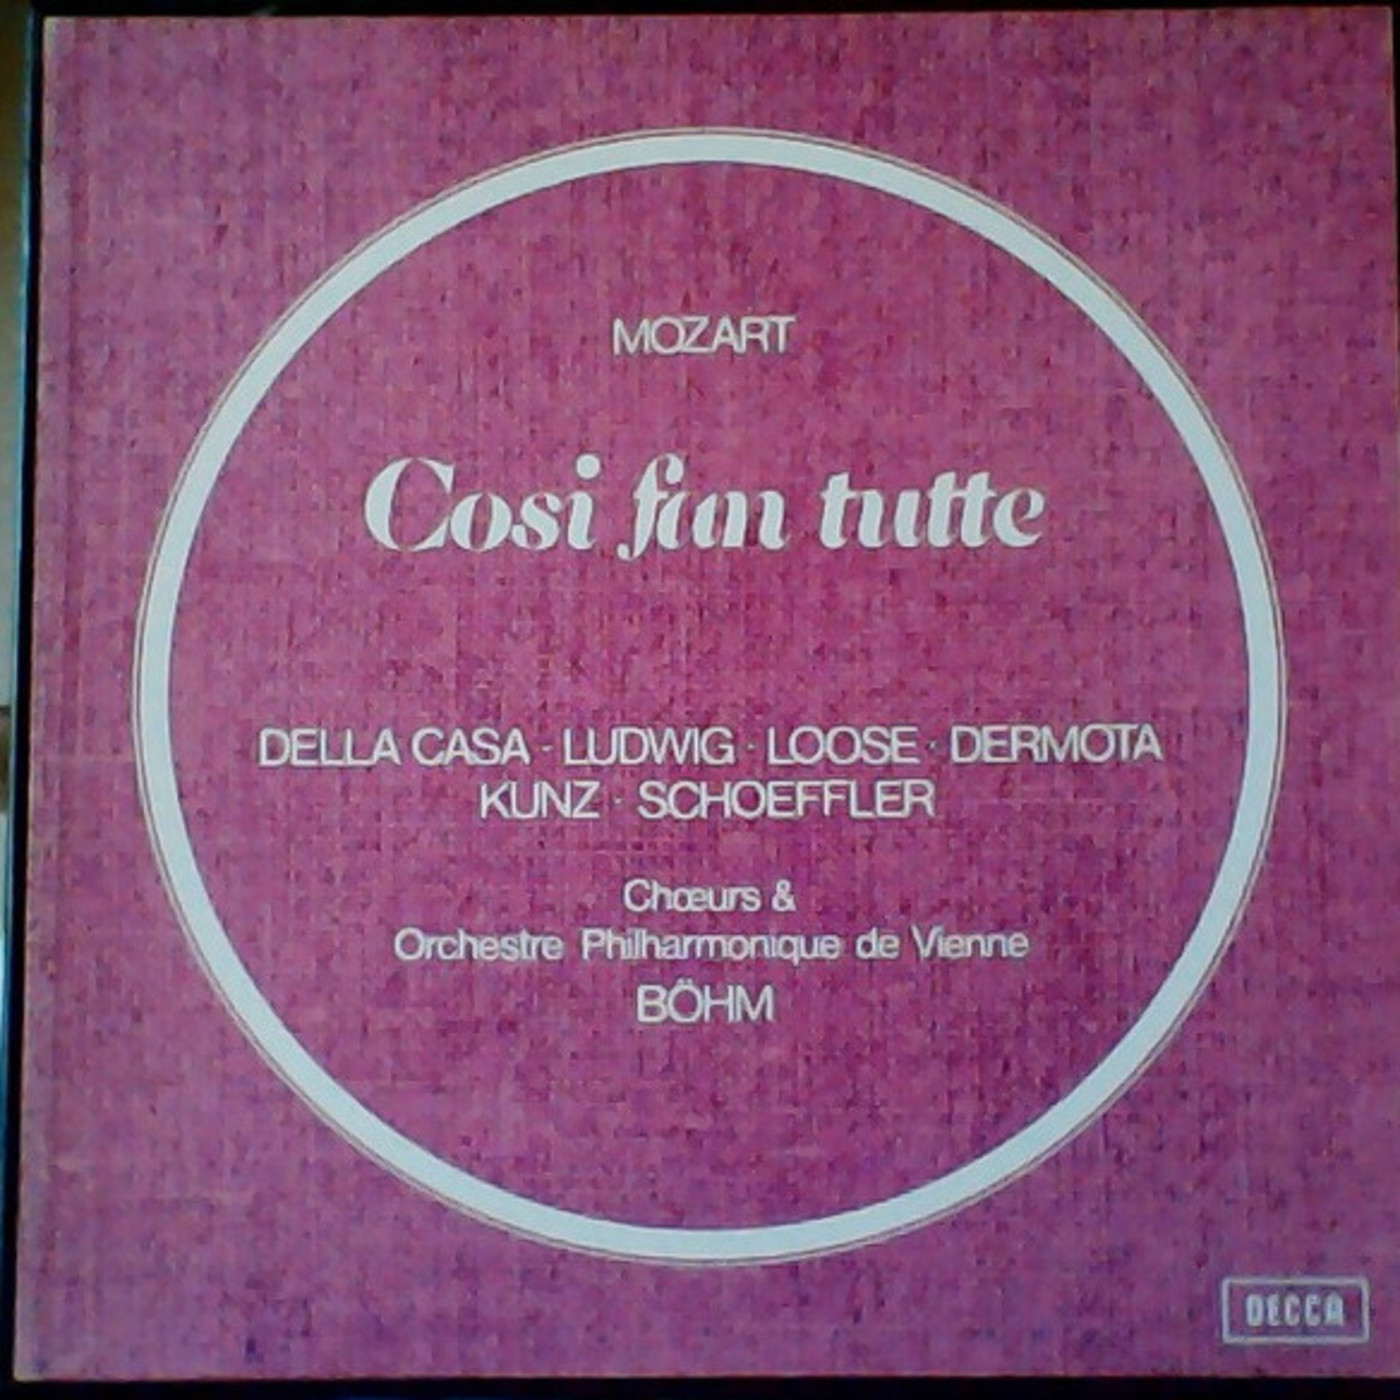 MOZART
Cosi fan tutte
DELLA CASA · LUDWIG · LOOSE · DERMOTA
KUNZ · SCHOEFFLER
Chœurs &
Orchestre Philharmonique de Vienne
BÖHM
DECCA